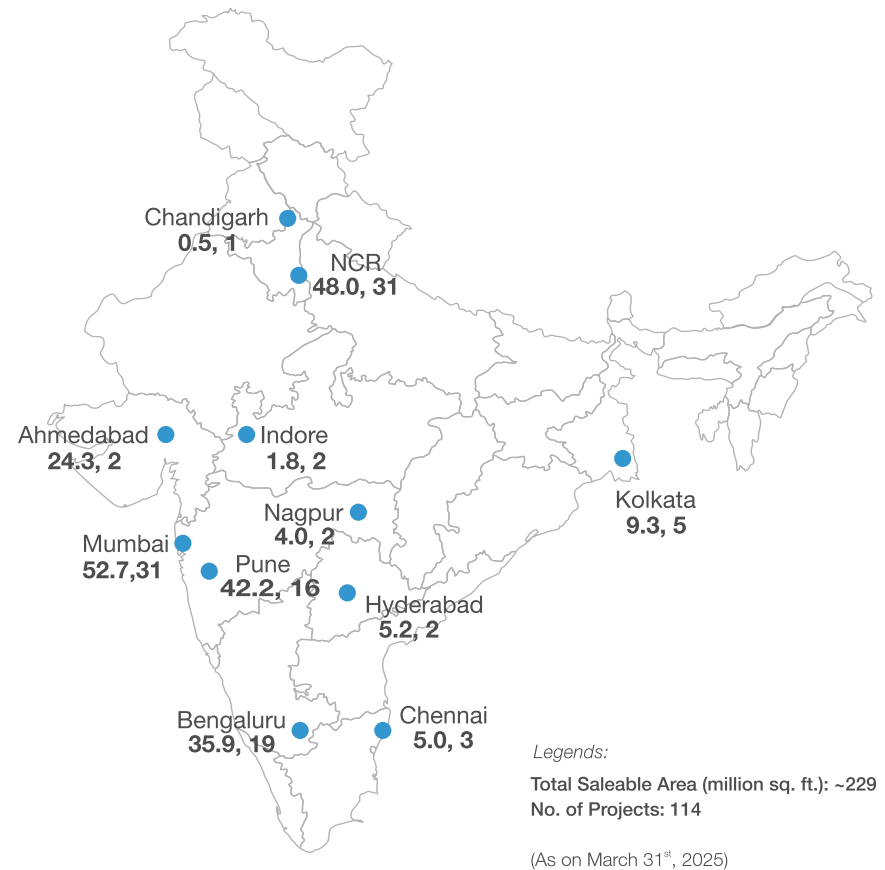 Chandigarh
0.5, 1
NCR
48.0, 31
Ahmedabad
24.3, 2
Indore
1.8, 2
Kolkata
9.3, 5
Nagpur
4.0, 2
Mumbai
52.7,31
Pune
42.2, 16
Hyderabad
5.2, 2
Bengaluru
35.9, 19
Chennai
5.0, 3
Legends:
Total Saleable Area (million sq. ft.): ~229
No. of Projects: 114
(As on March 31st, 2025)